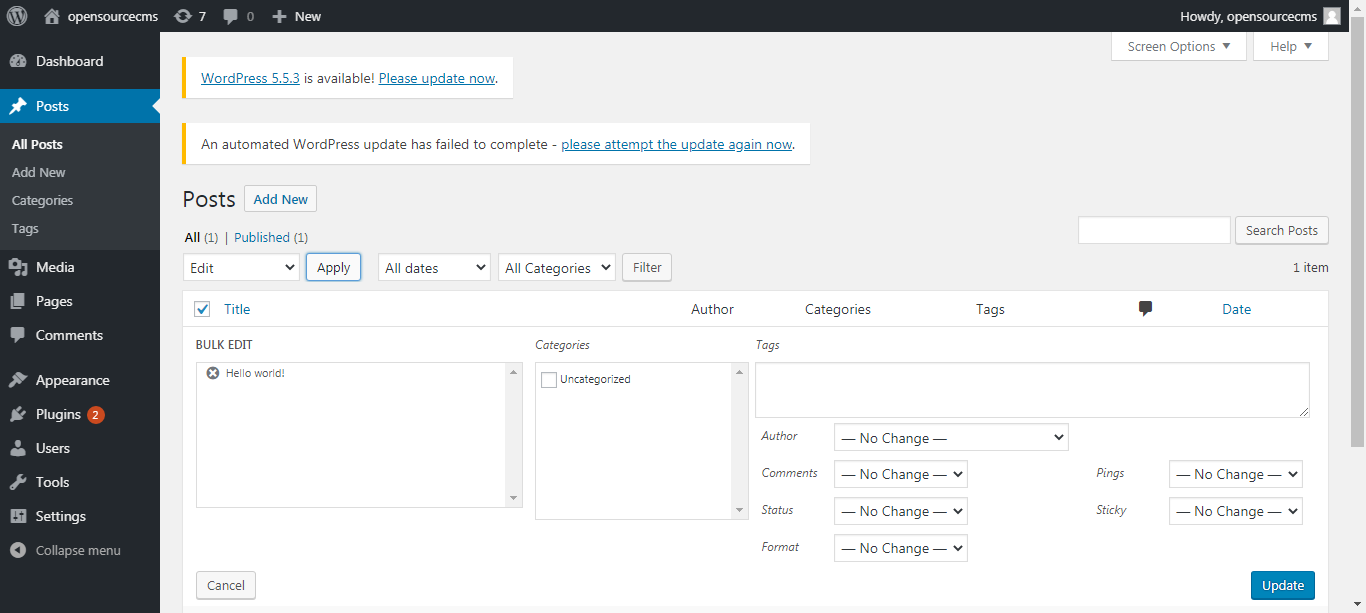 opensourcecms 7 0 New Howdy, opensourcecms
Screen Options Help
Dashboard
Posts
All Posts
Add New
Categories
Tags
Media
Pages
Comments
Appearance
Plugins 2
Users
Tools
Settings
Collapse menu
WordPress 5.5.3 is available! Please update now.
An automated WordPress update has failed to complete - please attempt the update again now.
Posts Add New
All (1) | Published (1)
Search Posts
Edit Apply All dates All Categories Filter 1 item
Title Author Categories Tags Date
BULK EDIT Categories Tags
Hello world! Uncategorized
Author — No Change —
Comments — No Change — Pings — No Change —
Status — No Change — Sticky — No Change —
Format — No Change —
Cancel Update